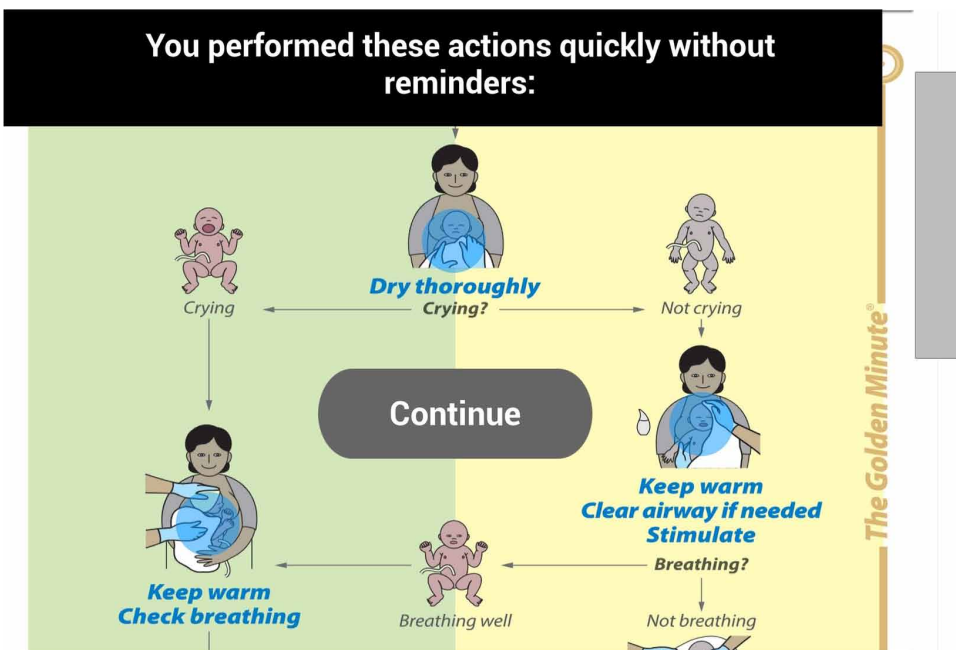 You performed these actions quickly without
reminders:
Dry thoroughly
Crying
Crying?
Not crying
Continue
Keep warm
Clear airway if needed
Stimulate
The Golden Minute®
Breathing?
Keep warm
Check breathing
Breathing well
Not breathing